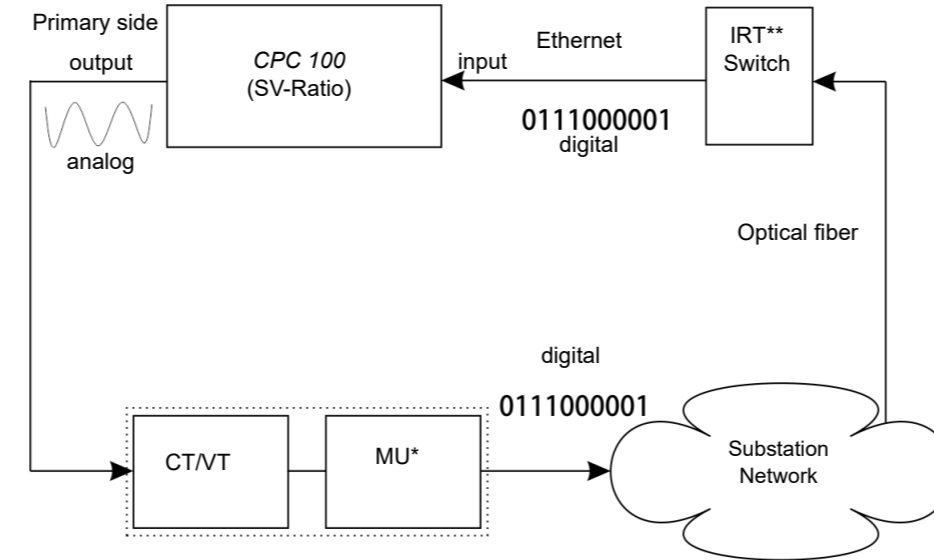 Primary side
output
analog
CPC 100
(SV-Ratio)
input
Ethernet
0111000001
digital
IRT**
Switch
Optical fiber
digital
0111000001
CT/VT
MU*
Substation
Network